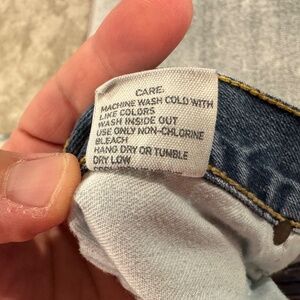 CARE.
MACHINE WASH COLD WITH
LIKE COLORS
WASH INSIDE OUT
USE ONLY NON-CHLORINE
BLEACH
HANG DRY OR TUMBLE
DRY LOW